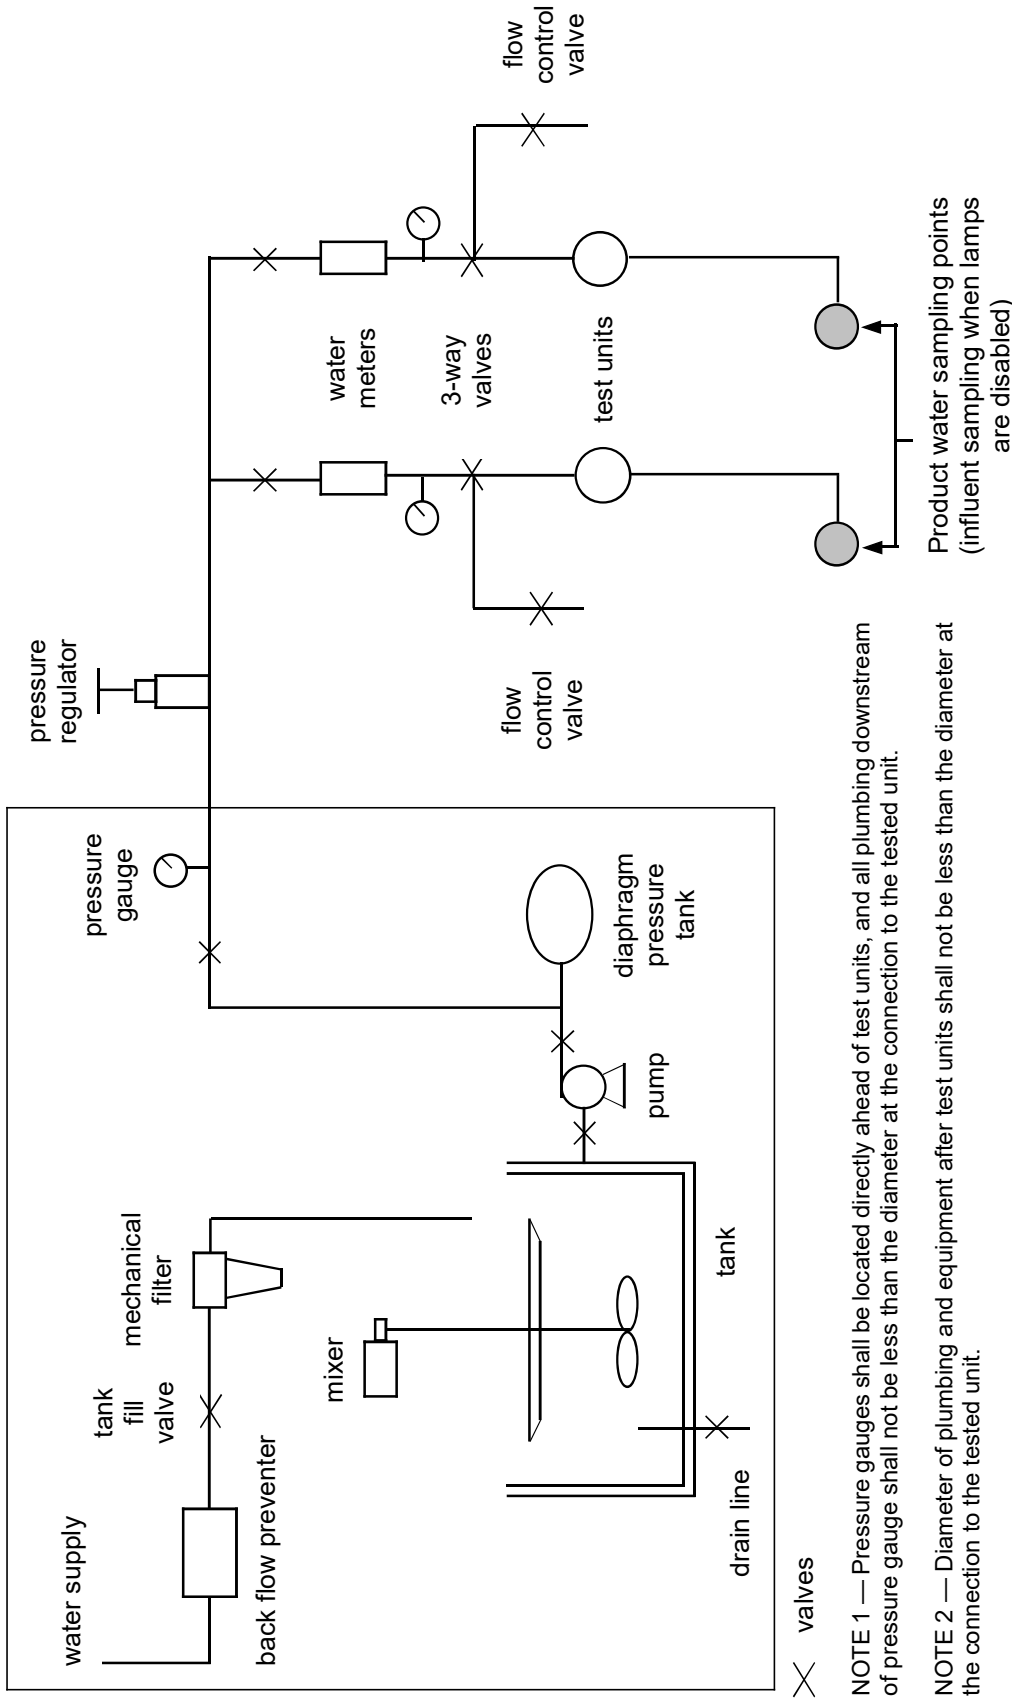 water supply
back flow preventer
tank
fill
valve
mechanical
filter
mixer
drain line
tank
pump
diaphragm
pressure
tank
pressure
gauge
pressure
regulator
water
meters
3-way
valves
test units
flow
control
valve
flow
control
valve
Product water sampling points
(influent sampling when lamps
are disabled)
valves
NOTE 1 — Pressure gauges shall be located directly ahead of test units, and all plumbing downstream
of pressure gauge shall not be less than the diameter at the connection to the tested unit.
NOTE 2 — Diameter of plumbing and equipment after test units shall not be less than the diameter at
the connection to the tested unit.